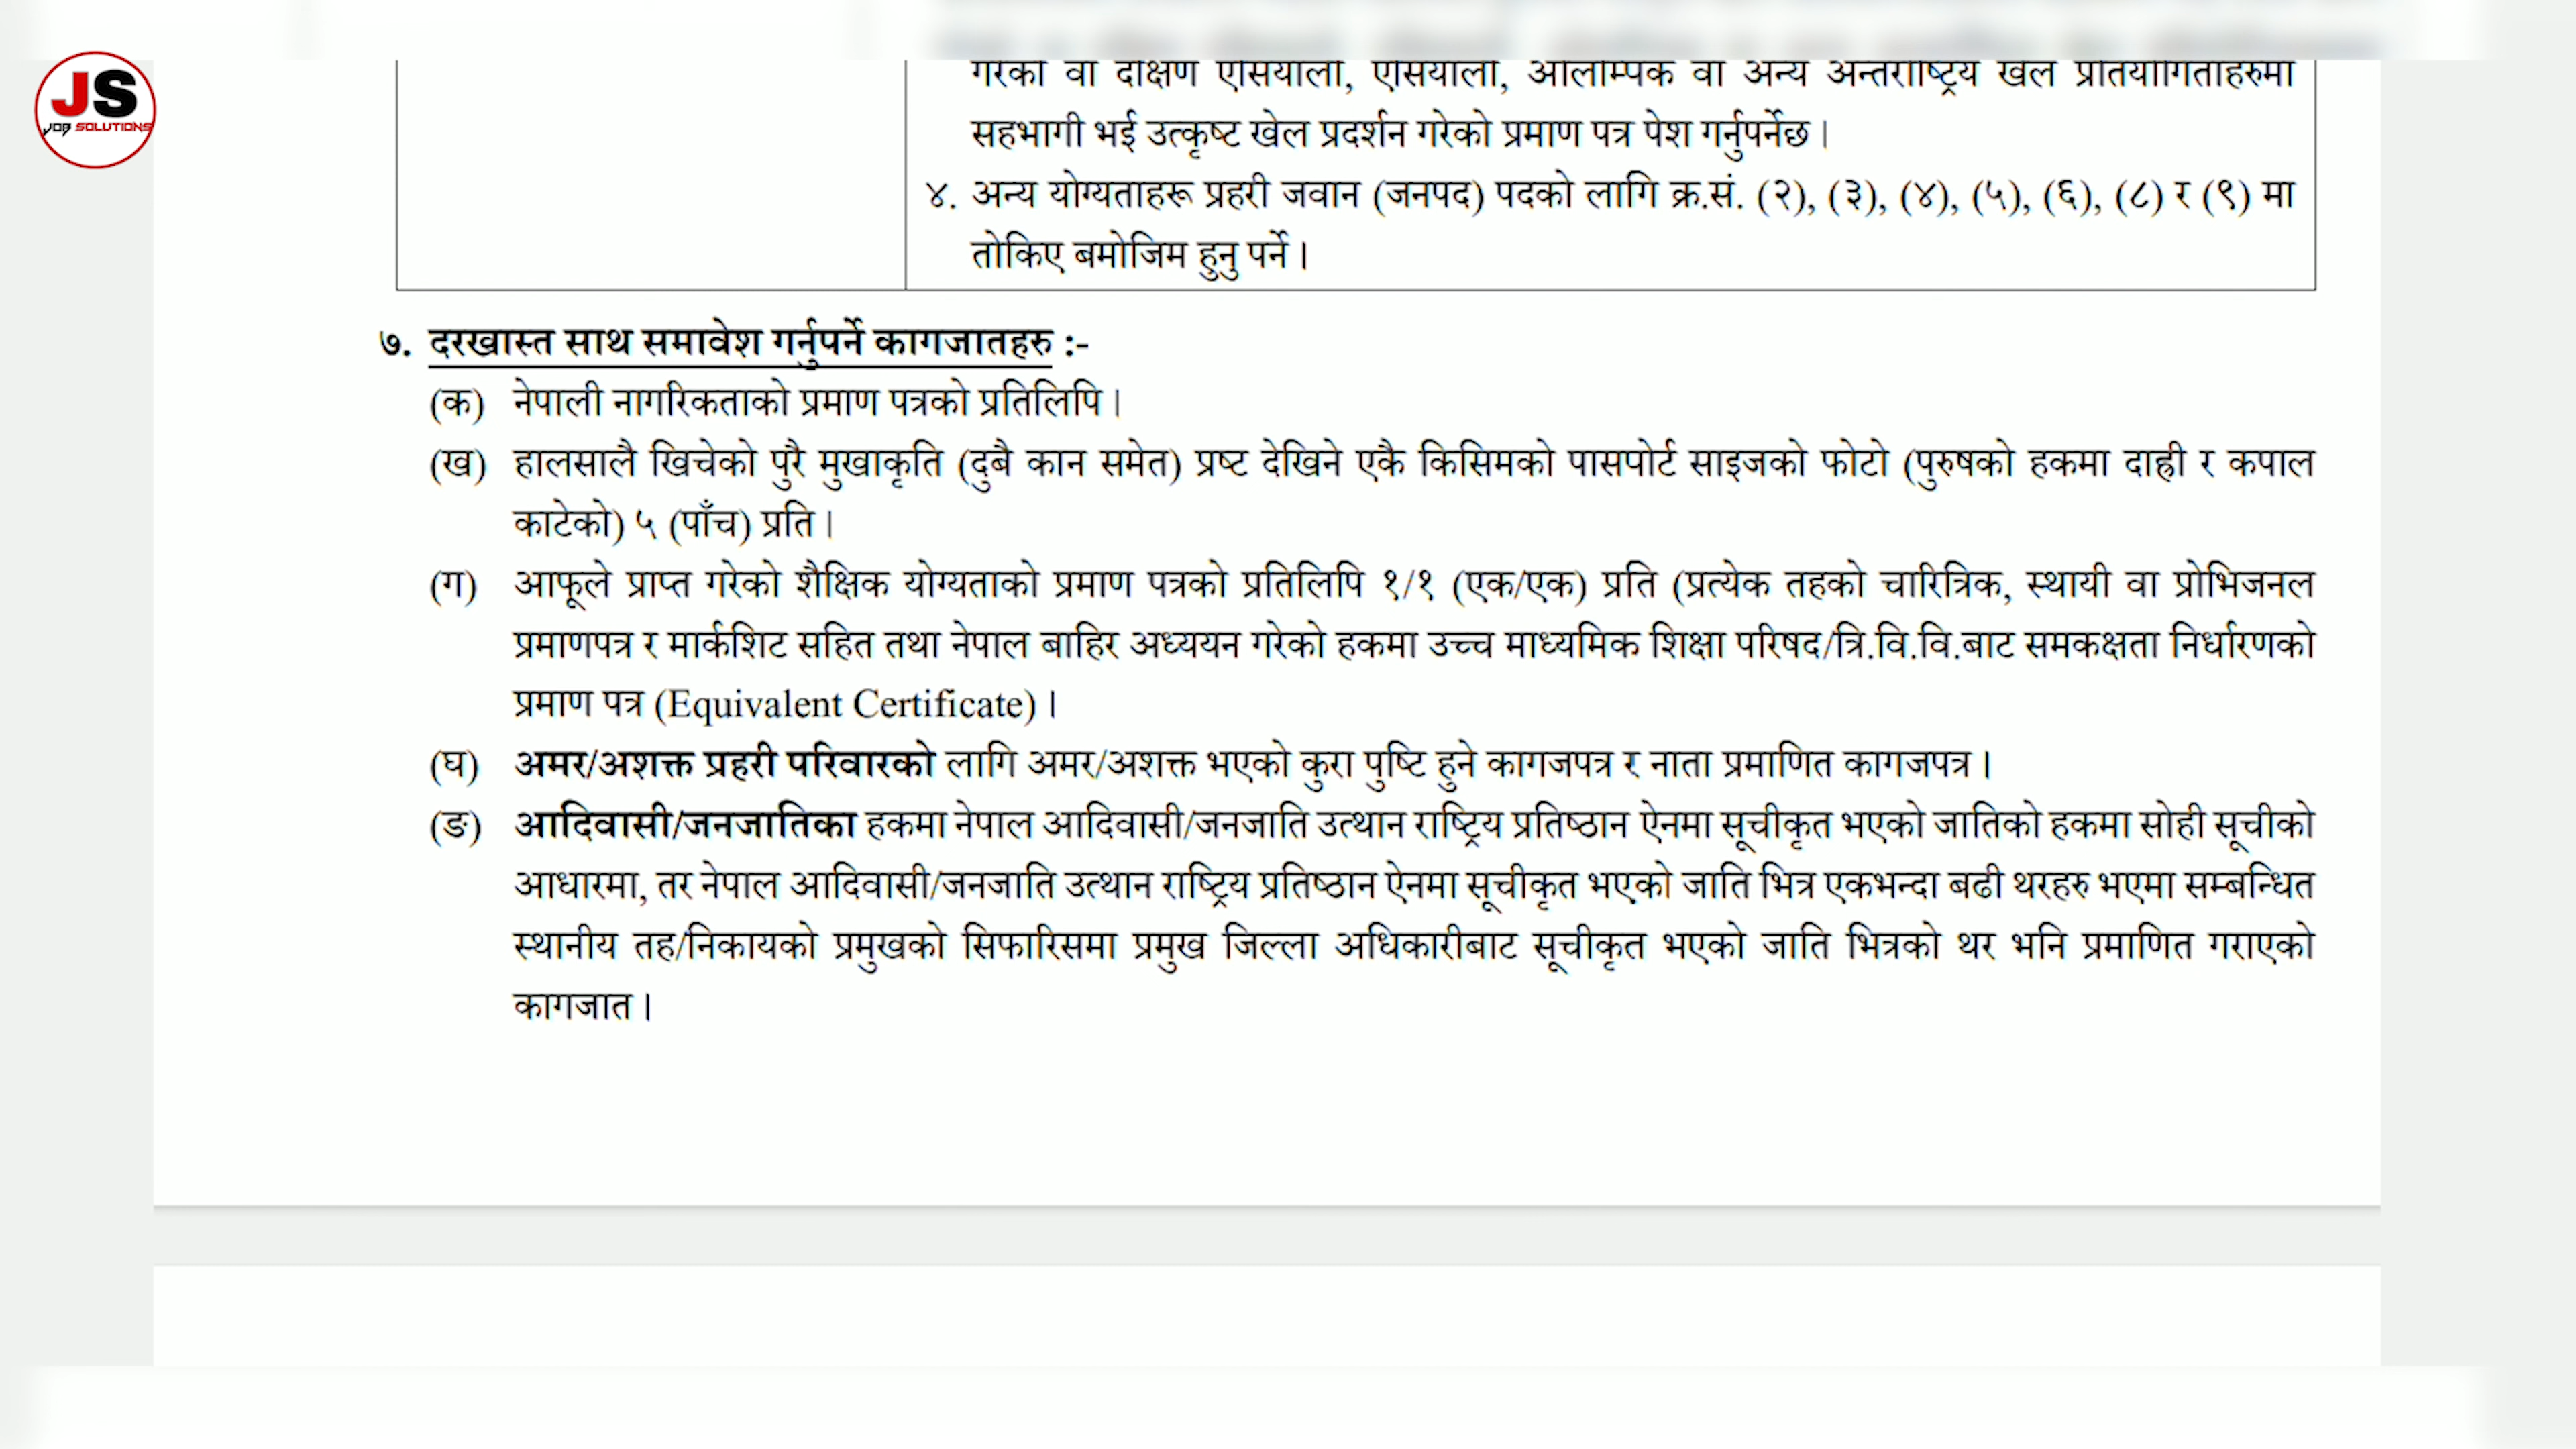 JS
JOB SOLUTIONS
गरेको वा दक्षिण एसियाली, एसियाली, ओलम्पिक वा अन्य अन्तर्राष्ट्रिय खेल प्रतियोगिताहरुमा
सहभागी भई उत्कृष्ट खेल प्रदर्शन गरेको प्रमाण पत्र पेश गर्नुपर्नेछ।
४. अन्य योग्यताहरू प्रहरी जवान (जनपद) पदको लागि क्र.सं. (२), (३), (४), (५), (६), (८) र (९) मा
तोकिए बमोजिम हुनु पर्ने।
७. दरखास्त साथ समावेश गर्नुपर्ने कागजातहरु :-
(क) नेपाली नागरिकताको प्रमाण पत्रको प्रतिलिपि।
(ख) हालसालै खिचेको पुरै मुखाकृति (दुबै कान समेत) प्रष्ट देखिने एकै किसिमको पासपोर्ट साइजको फोटो (पुरुषको हकमा दाह्री र कपाल
काटेको) ५ (पाँच) प्रति।
(ग) आफूले प्राप्त गरेको शैक्षिक योग्यताको प्रमाण पत्रको प्रतिलिपि १/१ (एक/एक) प्रति (प्रत्येक तहको चारित्रिक, स्थायी वा प्रोभिजनल
प्रमाणपत्र र मार्कशिट सहित तथा नेपाल बाहिर अध्ययन गरेको हकमा उच्च माध्यमिक शिक्षा परिषद/त्रि.वि.वि.बाट समकक्षता निर्धारणको
प्रमाण पत्र (Equivalent Certificate)।
(घ) अमर/अशक्त प्रहरी परिवारको लागि अमर/अशक्त भएको कुरा पुष्टि हुने कागजपत्र र नाता प्रमाणित कागजपत्र।
(ङ) आदिवासी/जनजातिका हकमा नेपाल आदिवासी/जनजाति उत्थान राष्ट्रिय प्रतिष्ठान ऐनमा सूचीकृत भएको जातिको हकमा सोही सूचीको
आधारमा, तर नेपाल आदिवासी/जनजाति उत्थान राष्ट्रिय प्रतिष्ठान ऐनमा सूचीकृत भएको जाति भित्र एकभन्दा बढी थरहरु भएमा सम्बन्धित
स्थानीय तह/निकायको प्रमुखको सिफारिसमा प्रमुख जिल्ला अधिकारीबाट सूचीकृत भएको जाति भित्रको थर भनि प्रमाणित गराएको
कागजात।